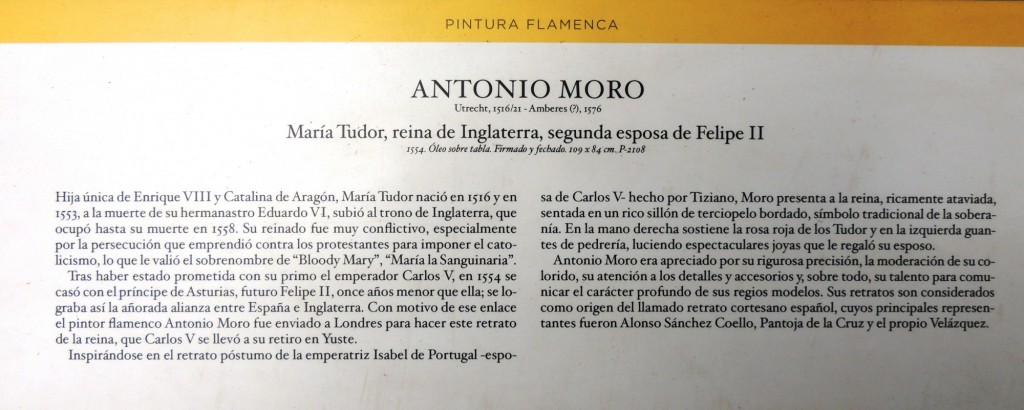 PINTURA FLAMENCA
ANTONIO MORO
Utrecht, 1516/21 - Amberes (?), 1576
María Tudor, reina de Inglaterra, segunda esposa de Felipe II
1554. Óleo sobre tabla. Firmado y fechado. 109 x 84 cm. P-2108
Hija única de Enrique VIII y Catalina de Aragón, María Tudor nació en 1516 y en
1553, a la muerte de su hermanastro Eduardo VI, subió al trono de Inglaterra, que
ocupó hasta su muerte en 1558. Su reinado fue muy conflictivo, especialmente
por la persecución que emprendió contra los protestantes para imponer el cato-
licismo, lo que le valió el sobrenombre de “Bloody Mary”, “María la Sanguinaria”.
Tras haber estado prometida con su primo el emperador Carlos V, en 1554 se
casó con el príncipe de Asturias, futuro Felipe II, once años menor que ella; se lo-
graba así la añorada alianza entre España e Inglaterra. Con motivo de ese enlace
el pintor flamenco Antonio Moro fue enviado a Londres para hacer este retrato
de la reina, que Carlos V se llevó a su retiro en Yuste.
Inspirándose en el retrato póstumo de la emperatriz Isabel de Portugal -espo-
sa de Carlos V- hecho por Tiziano, Moro presenta a la reina, ricamente ataviada,
sentada en un rico sillón de terciopelo bordado, símbolo tradicional de la sobera-
nía. En la mano derecha sostiene la rosa roja de los Tudor y en la izquierda guan-
tes de pedrería, luciendo espectaculares joyas que le regaló su esposo.
Antonio Moro era apreciado por su rigurosa precisión, la moderación de su co-
lorido, su atención a los detalles y accesorios y, sobre todo, su talento para comu-
nicar el carácter profundo de sus regios modelos. Sus retratos son considerados
como origen del llamado retrato cortesano español, cuyos principales represen-
tantes fueron Alonso Sánchez Coello, Pantoja de la Cruz y el propio Velázquez.